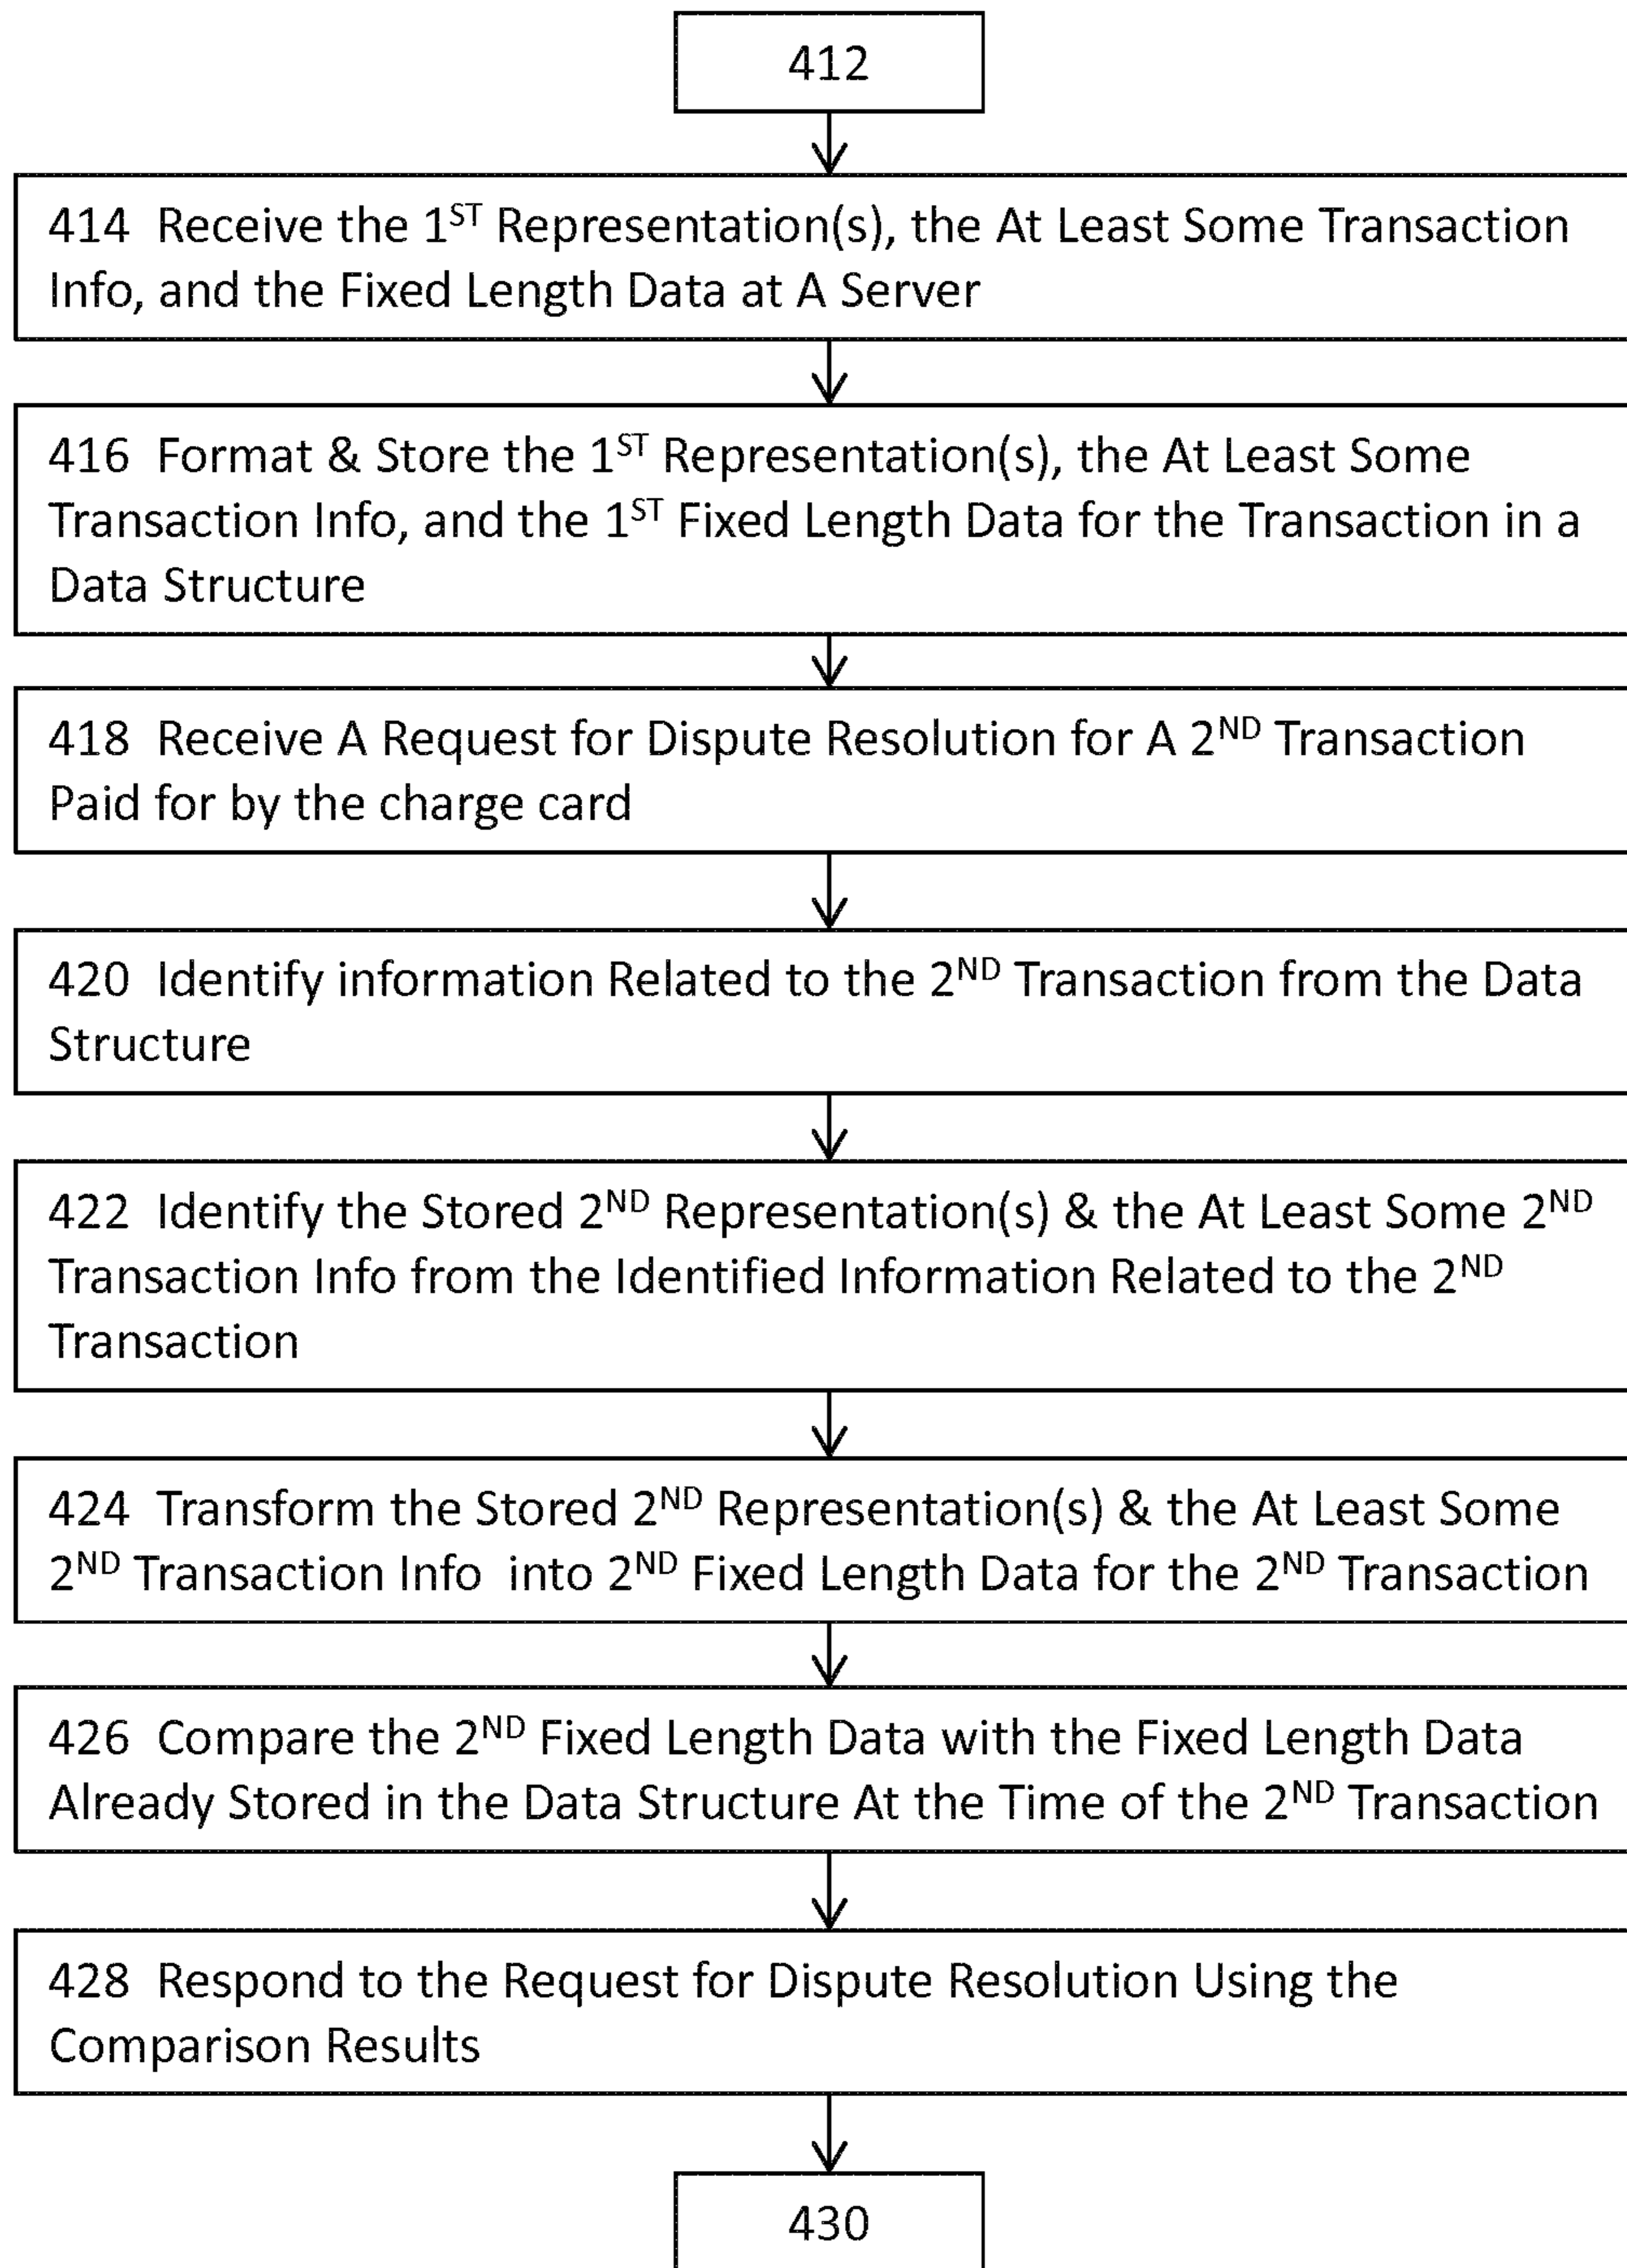 412
414 Receive the 1ST Representation(s), the At Least Some Transaction
Info, and the Fixed Length Data at A Server
416 Format & Store the 1ST Representation(s), the At Least Some
Transaction Info, and the 1ST Fixed Length Data for the Transaction in a
Data Structure
418 Receive A Request for Dispute Resolution for A 2ND Transaction
Paid for by the charge card
420 Identify information Related to the 2ND Transaction from the Data
Structure
422 Identify the Stored 2ND Representation(s) & the At Least Some 2ND
Transaction Info from the Identified Information Related to the 2ND
Transaction
424 Transform the Stored 2ND Representation(s) & the At Least Some
2ND Transaction Info into 2ND Fixed Length Data for the 2ND Transaction
426 Compare the 2ND Fixed Length Data with the Fixed Length Data
Already Stored in the Data Structure At the Time of the 2ND Transaction
428 Respond to the Request for Dispute Resolution Using the
Comparison Results
430